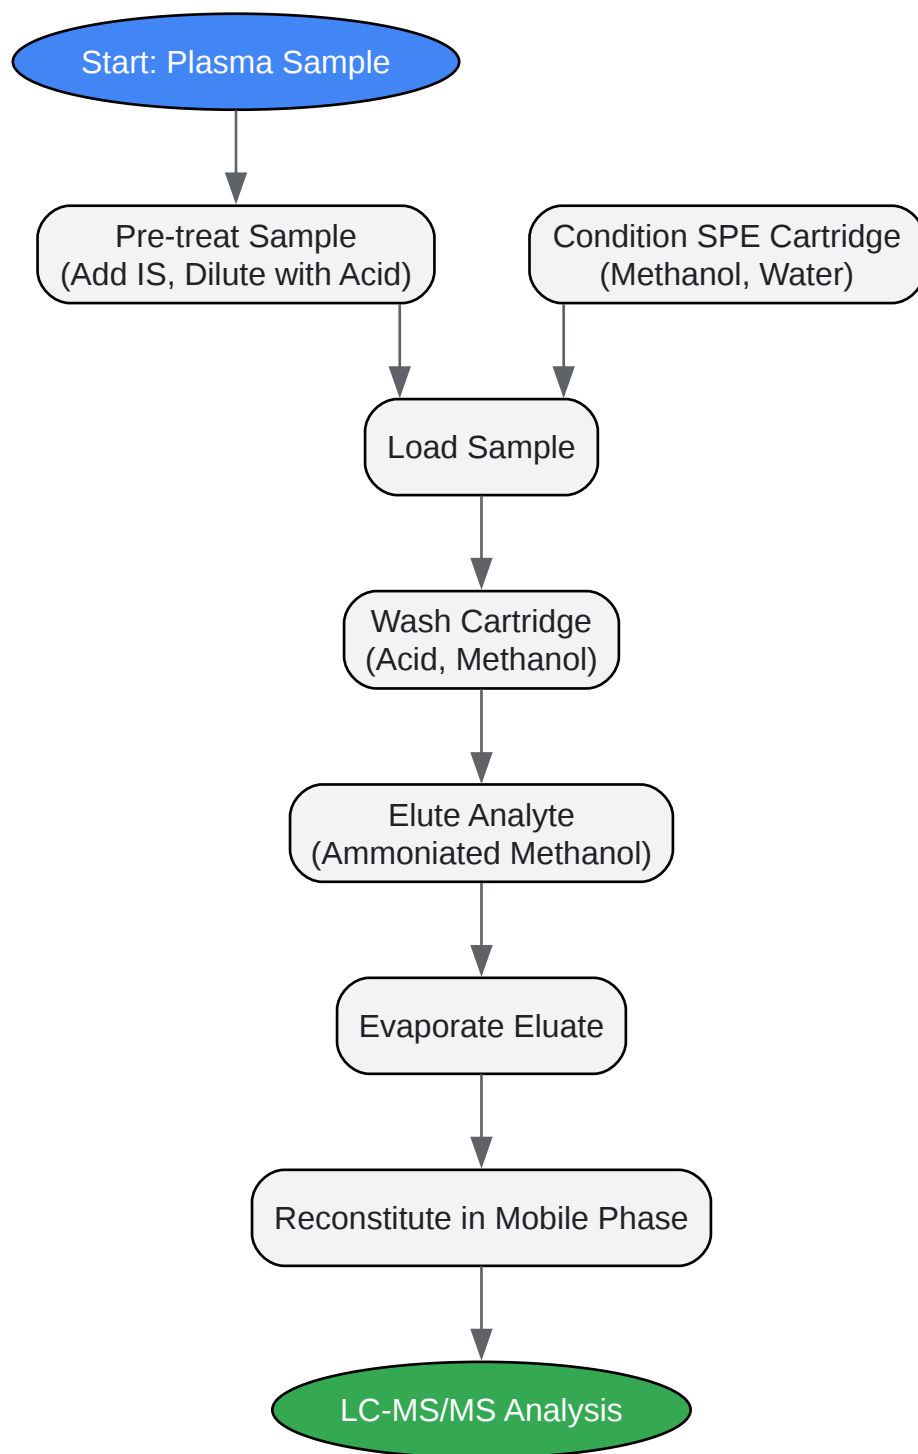 Start: Plasma Sample
Pre-treat Sample
(Add IS, Dilute with Acid)
Condition SPE Cartridge
(Methanol, Water)
Load Sample
Wash Cartridge
(Acid, Methanol)
Elute Analyte
(Ammoniated Methanol)
Evaporate Eluate
Reconstitute in Mobile Phase
LC-MS/MS Analysis